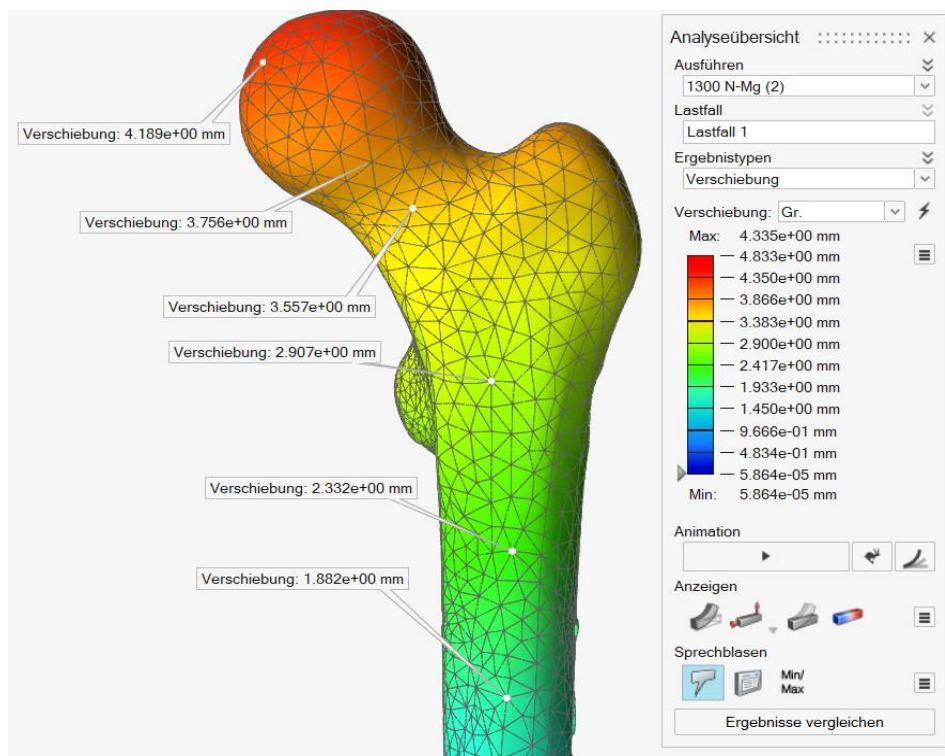 Verschiebung: 4.189e+00 mm
Verschiebung: 3.756e+00 mm
Verschiebung: 3.557e+00 mm
Verschiebung: 2.907e+00 mm
Verschiebung: 2.332e+00 mm
Verschiebung: 1.882e+00 mm
Analyseübersicht
Ausführen
1300 N-Mg (2)
Lastfall
Lastfall 1
Ergebnistypen
Verschiebung
Verschiebung: Gr.
Max: 4.335e+00 mm
4.833e+00 mm
4.350e+00 mm
3.866e+00 mm
3.383e+00 mm
2.900e+00 mm
2.417e+00 mm
1.933e+00 mm
1.450e+00 mm
9.666e-01 mm
4.834e-01 mm
5.864e-05 mm
Min: 5.864e-05 mm
Animation
Anzeigen
Sprechblasen
Min/
Max
Ergebnisse vergleichen